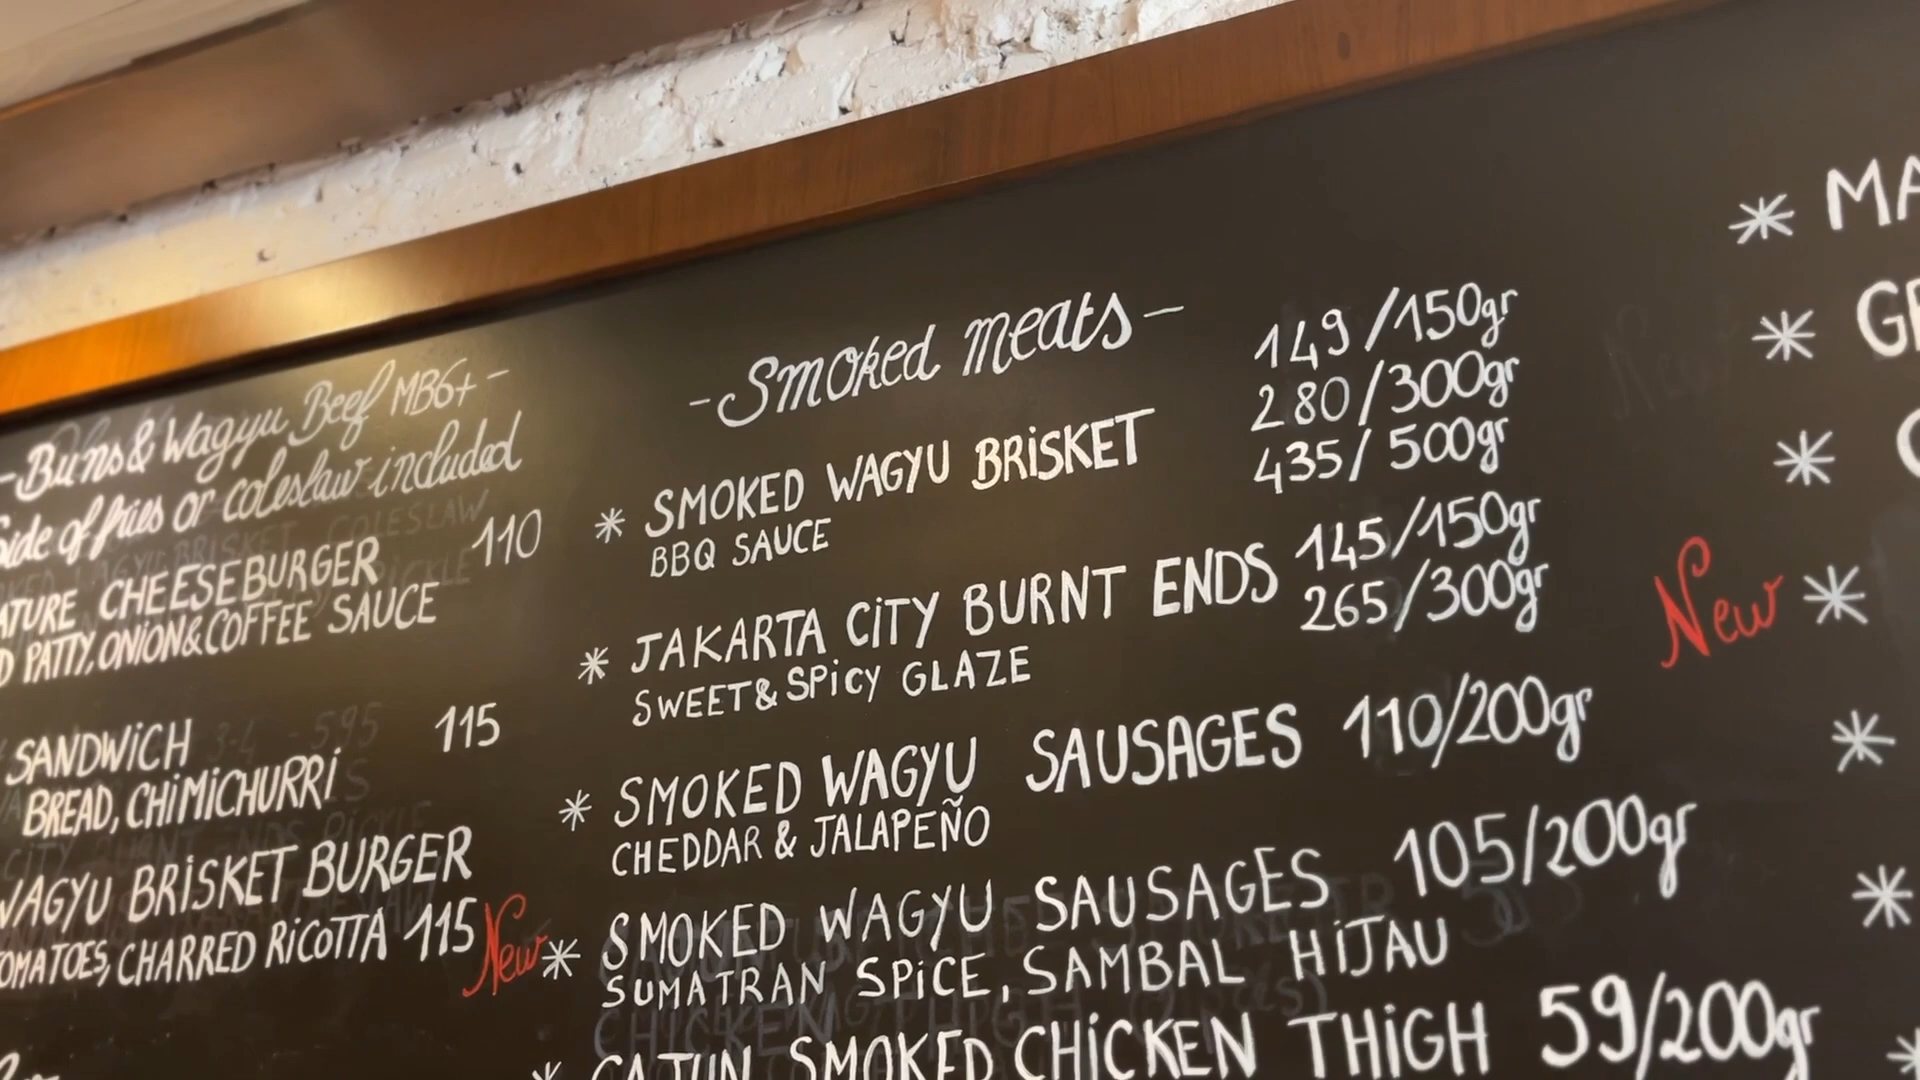 -Buns & Wagyu Beef MB6+-
Side of fries or coleslaw included
CHEESEBURGER 110
PATTY, ONION & COFFEE SAUCE
SANDWiCH 115
BREAD, CHiMiCHURRi
WAGYU BRiSKET BURGER
CHARRED RiCOTTA 115
-Smoked meats-
* SMOKED WAGYU BRiSKET 149/150gr
280/300gr
435/500gr
BBQ SAUCE
* JAKARTA CiTY BURNT ENDS 145/150gr
265/300gr
SWEET & SPiCY GLAZE
* SMOKED WAGYU SAUSAGES 110/200gr
CHEDDAR & JALAPEÑO
New * SMOKED WAGYU SAUSAGES 105/200gr
SUMATRAN SPiCE, SAMBAL HiJAU
* CAJUN SMOKED CHiCKEN THiGH 59/200gr
*
*
*
New *
*
*